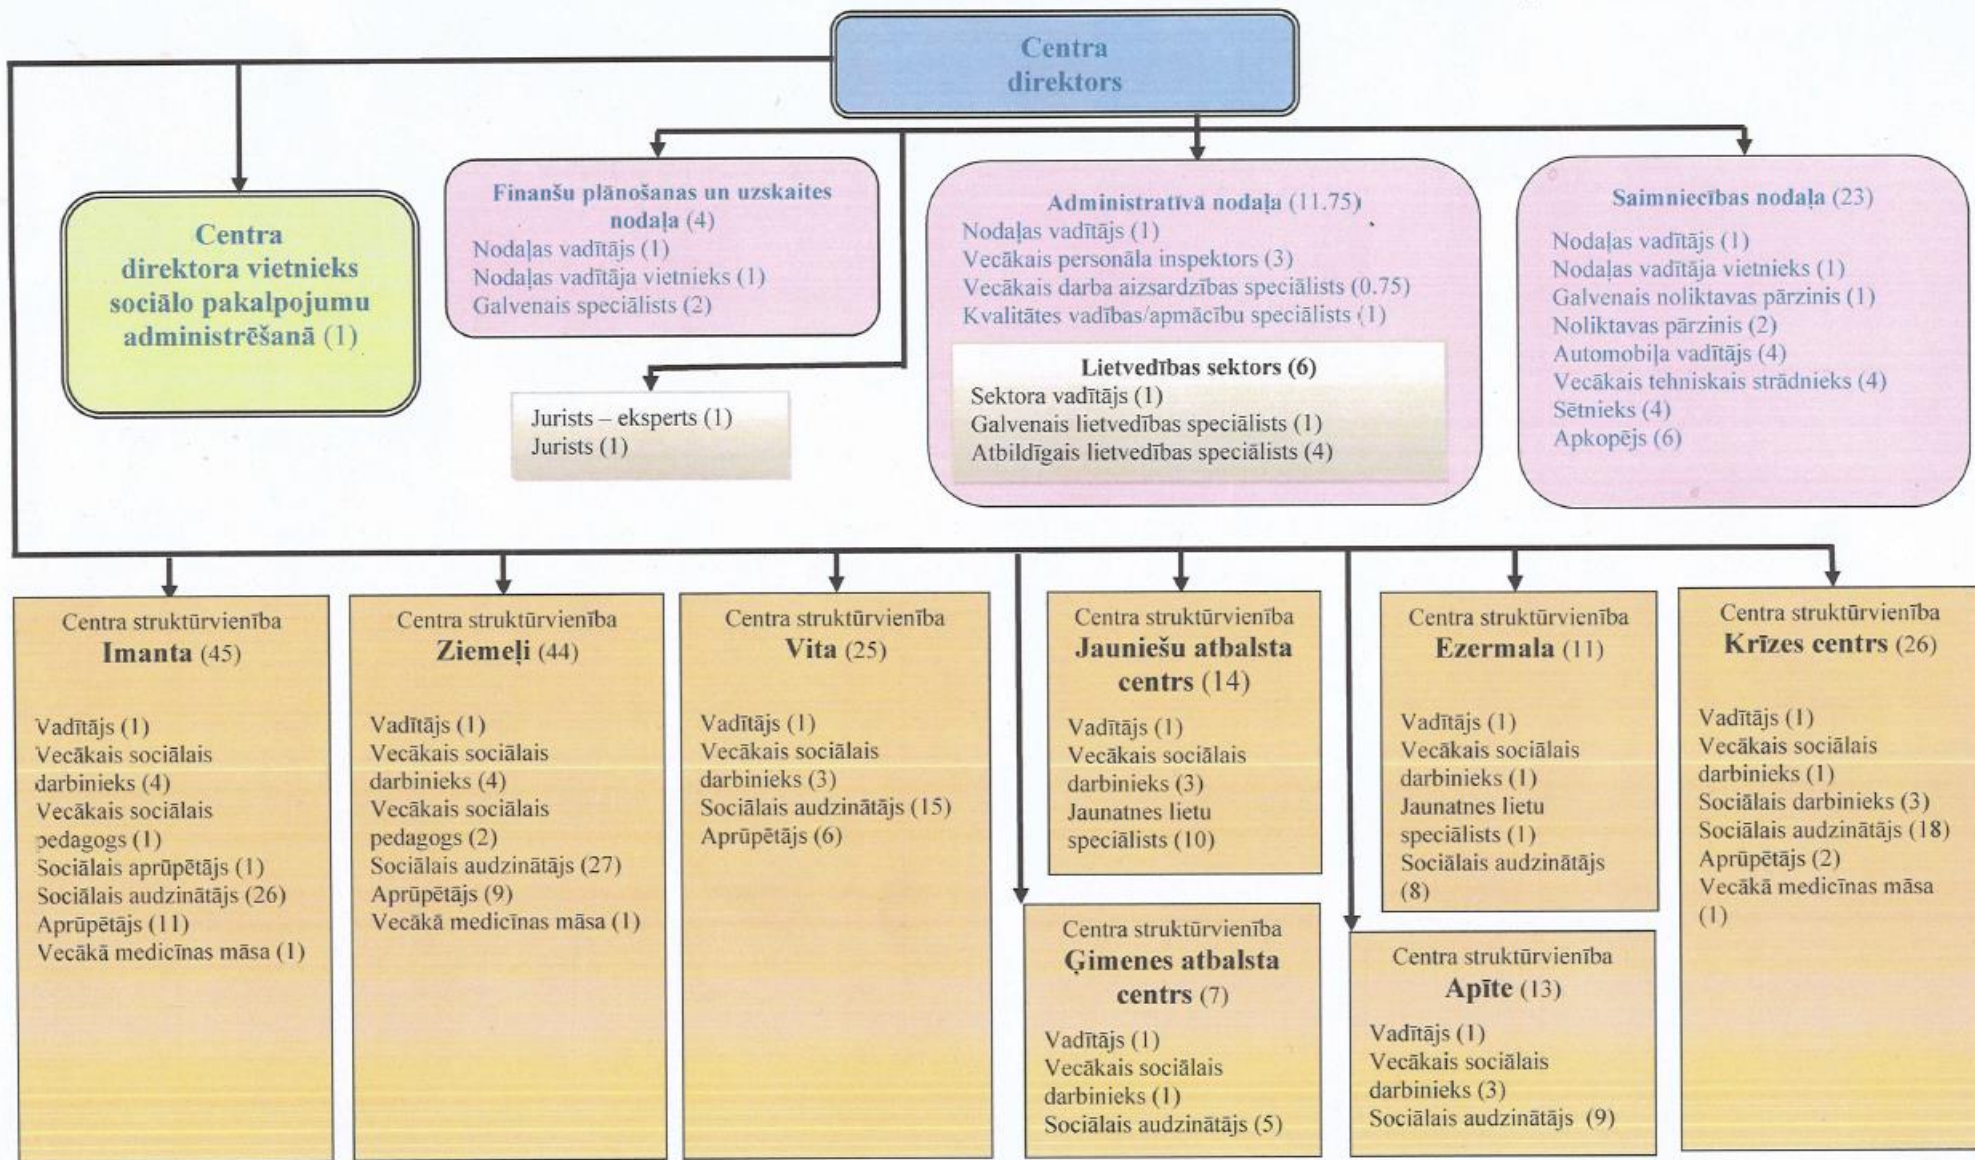 Centra
direktors
Centra
direktora vietnieks
sociālo pakalpojumu
administrēšanā (1)
Finanšu plānošanas un uzskaites
nodaļa (4)
Nodaļas vadītājs (1)
Nodaļas vadītāja vietnieks (1)
Galvenais speciālists (2)
Jurists – eksperts (1)
Jurists (1)
Administratīvā nodaļa (11.75)
Nodaļas vadītājs (1)
Vecākais personāla inspektors (3)
Vecākais darba aizsardzības speciālists (0.75)
Kvalitātes vadības/apmācību speciālists (1)
Lietvedības sektors (6)
Sektora vadītājs (1)
Galvenais lietvedības speciālists (1)
Atbildīgais lietvedības speciālists (4)
Saimniecības nodaļa (23)
Nodaļas vadītājs (1)
Nodaļas vadītāja vietnieks (1)
Galvenais noliktavas pārzinis (1)
Noliktavas pārzinis (2)
Automobiļa vadītājs (4)
Vecākais tehniskais strādnieks (4)
Sētnieks (4)
Apkopējs (6)
Centra struktūrvienība
Imanta (45)
Vadītājs (1)
Vecākais sociālais
darbinieks (4)
Vecākais sociālais
pedagogs (1)
Sociālais aprūpētājs (1)
Sociālais audzinātājs (26)
Aprūpētājs (11)
Vecākā medicīnas māsa (1)
Centra struktūrvienība
Ziemeļi (44)
Vadītājs (1)
Vecākais sociālais
darbinieks (4)
Vecākais sociālais
pedagogs (2)
Sociālais audzinātājs (27)
Aprūpētājs (9)
Vecākā medicīnas māsa (1)
Centra struktūrvienība
Vita (25)
Vadītājs (1)
Vecākais sociālais
darbinieks (3)
Sociālais audzinātājs (15)
Aprūpētājs (6)
Centra struktūrvienība
Jauniešu atbalsta
centrs (14)
Vadītājs (1)
Vecākais sociālais
darbinieks (3)
Jaunatnes lietu
speciālists (10)
Centra struktūrvienība
Ģimenes atbalsta
centrs (7)
Vadītājs (1)
Vecākais sociālais
darbinieks (1)
Sociālais audzinātājs (5)
Centra struktūrvienība
Ezermala (11)
Vadītājs (1)
Vecākais sociālais
darbinieks (1)
Jaunatnes lietu
speciālists (1)
Sociālais audzinātājs
(8)
Centra struktūrvienība
Apīte (13)
Vadītājs (1)
Vecākais sociālais
darbinieks (3)
Sociālais audzinātājs (9)
Centra struktūrvienība
Krīzes centrs (26)
Vadītājs (1)
Vecākais sociālais
darbinieks (1)
Sociālais darbinieks (3)
Sociālais audzinātājs (18)
Aprūpētājs (2)
Vecākā medicīnas māsa
(1)